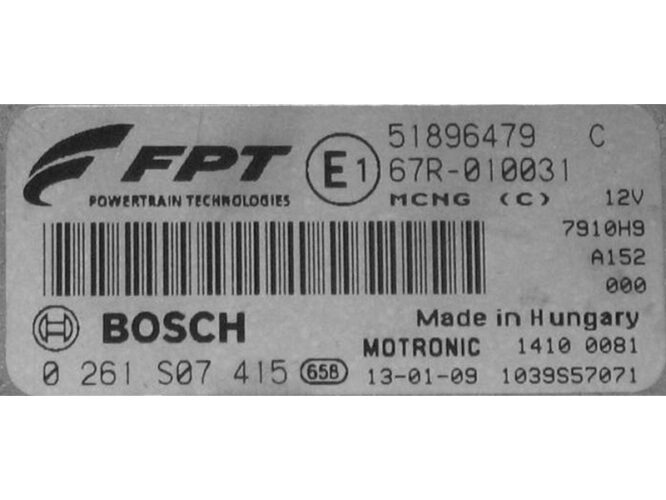 FPT
POWERTRAIN TECHNOLOGIES
E1
51896479 C
67R-010031
MCNG (C) 12V
7910H9
A152
000
BOSCH
Made in Hungary
MOTRONIC 1410 0081
0 261 S07 415 65B 13-01-09 1039S57071